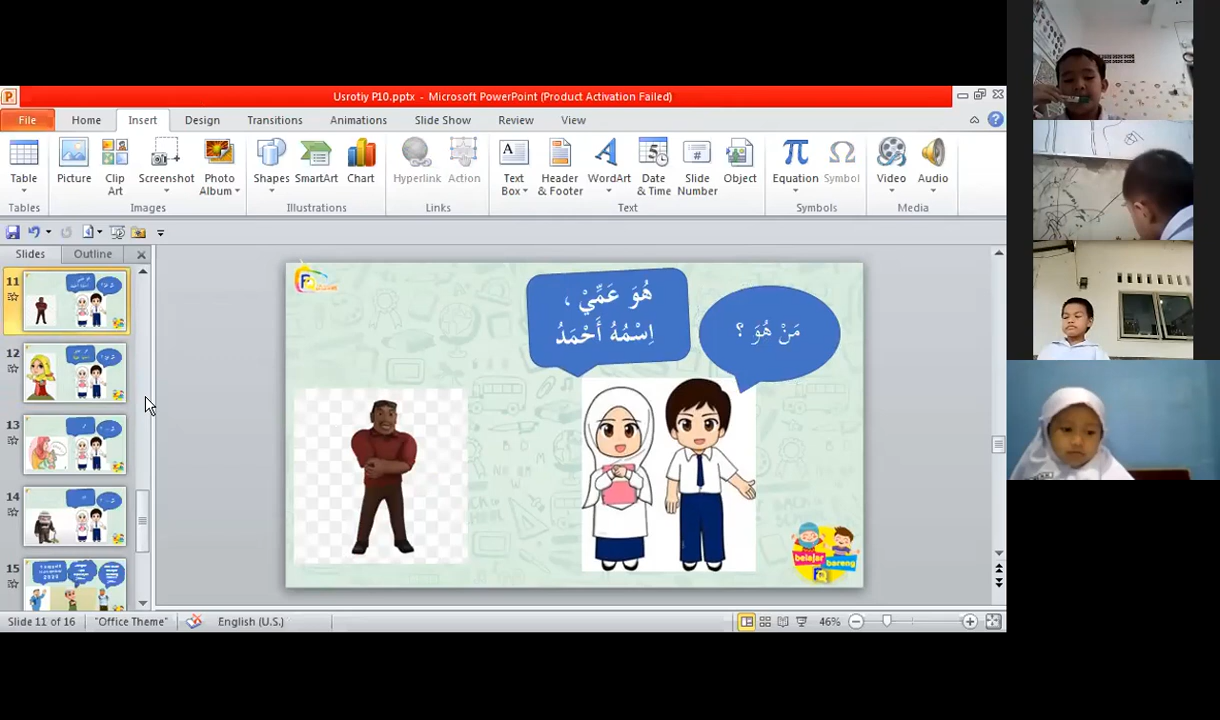 Usrotiy P10.pptx - Microsoft PowerPoint (Product Activation Failed)
File Home Insert Design Transitions Animations Slide Show Review View
Table Picture Clip Art Screenshot Photo Album Shapes SmartArt Chart Hyperlink Action Text Box Header & Footer WordArt Date & Time Slide Number Object Equation Symbol Video Audio
Tables Images Illustrations Links Text Symbols Media
Slides Outline
11
12
13
14
15
مَنْ هُوَ ؟
هُوَ عَمِّيْ ،
اِسْمُهُ أَحْمَدُ
belajar
bareng
Slide 11 of 16 "Office Theme" English (U.S.) 46%